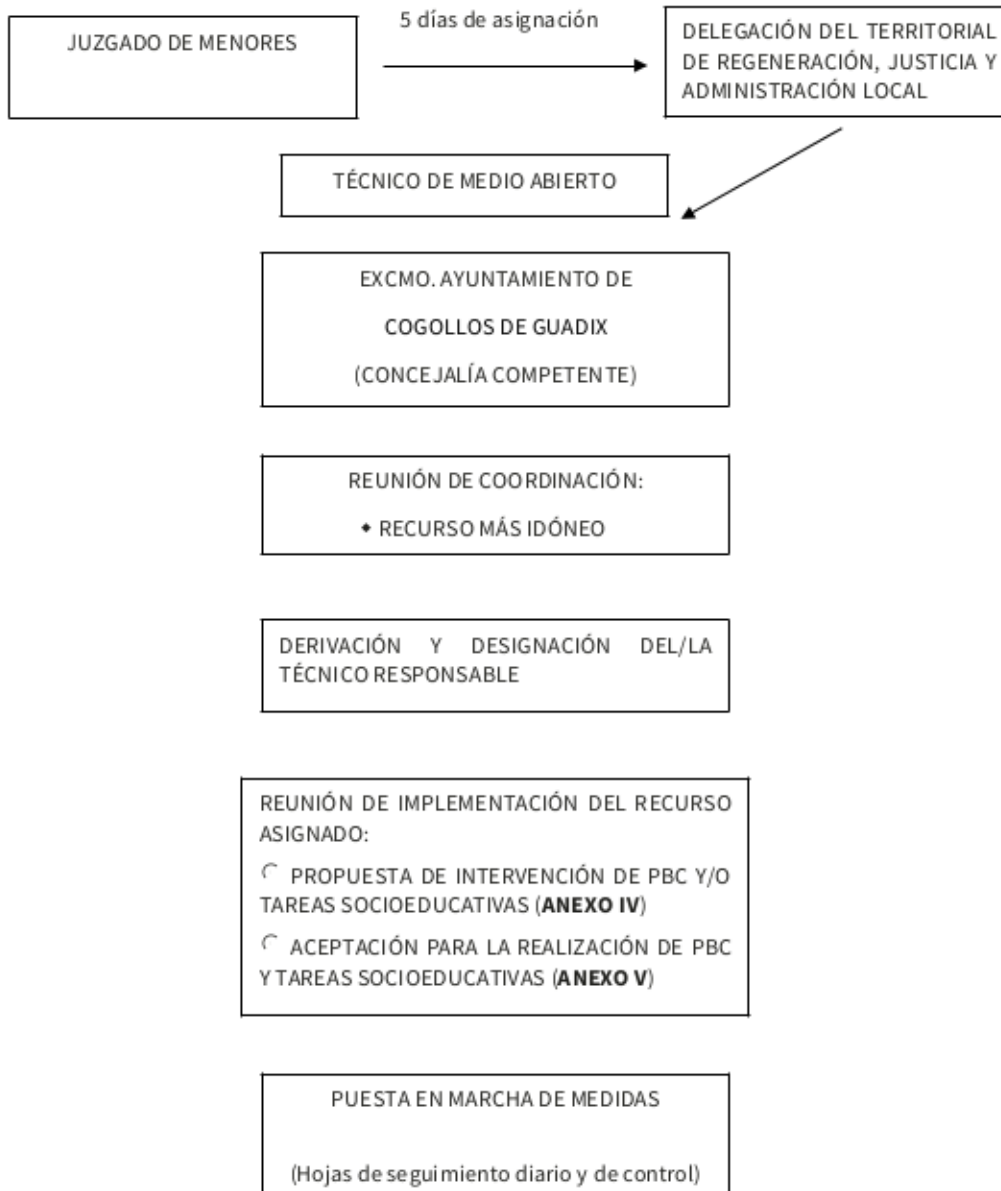 JUZGADO DE MENORES
5 días de asignación
DELEGACIÓN DEL TERRITORIAL
DE REGENERACIÓN, JUSTICIA Y
ADMINISTRACIÓN LOCAL
TÉCNICO DE MEDIO ABIERTO
EXCMO. AYUNTAMIENTO DE
COGOLLOS DE GUADIX
(CONCEJALÍA COMPETENTE)
REUNIÓN DE COORDINACIÓN:
◆ RECURSO MÁS IDÓNEO
DERIVACIÓN Y DESIGNACIÓN DEL/LA
TÉCNICO RESPONSABLE
REUNIÓN DE IMPLEMENTACIÓN DEL RECURSO
ASIGNADO:
PROPUESTA DE INTERVENCIÓN DE PBC Y/O
TAREAS SOCIOEDUCATIVAS (ANEXO IV)
ACEPTACIÓN PARA LA REALIZACIÓN DE PBC
Y TAREAS SOCIOEDUCATIVAS (ANEXO V)
PUESTA EN MARCHA DE MEDIDAS
(Hojas de seguimiento diario y de control)